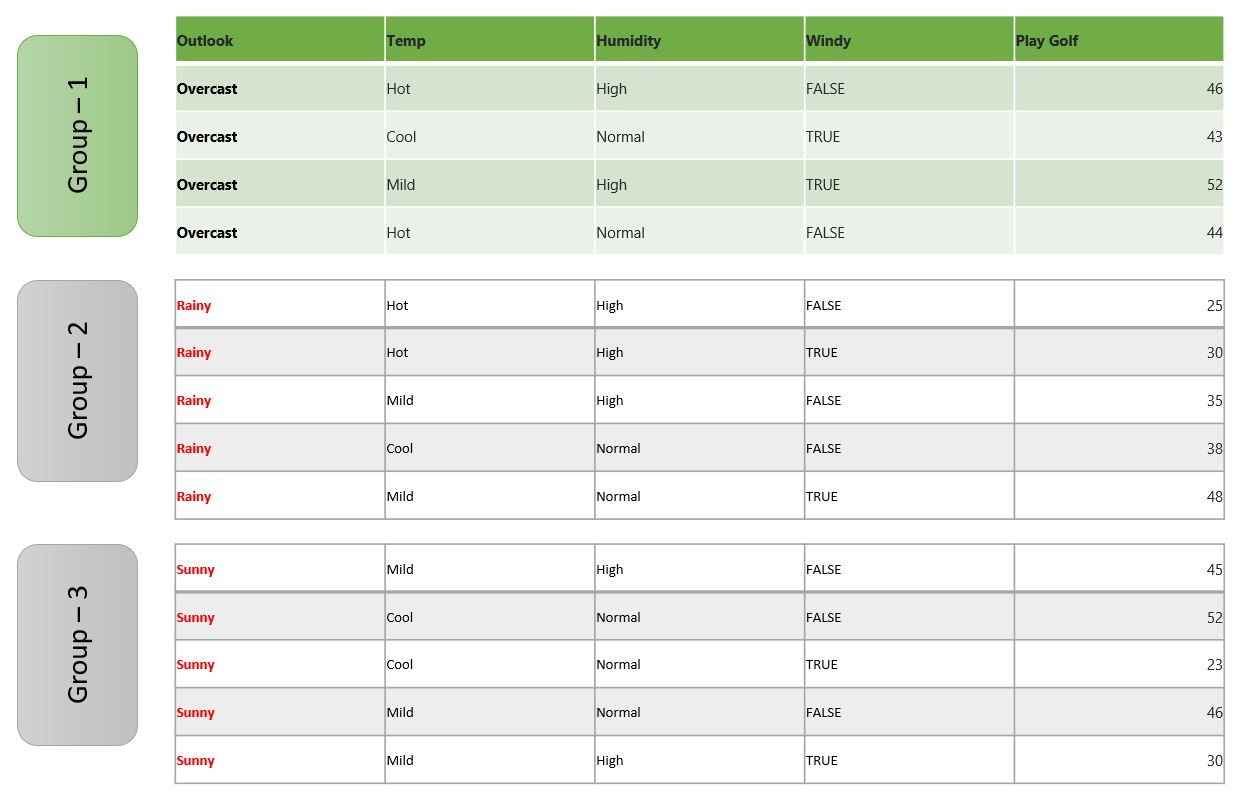 Group – 1
Outlook Temp Humidity Windy Play Golf
Overcast Hot High FALSE 46
Overcast Cool Normal TRUE 43
Overcast Mild High TRUE 52
Overcast Hot Normal FALSE 44
Group – 2
Rainy Hot High FALSE 25
Rainy Hot High TRUE 30
Rainy Mild High FALSE 35
Rainy Cool Normal FALSE 38
Rainy Mild Normal TRUE 48
Group – 3
Sunny Mild High FALSE 45
Sunny Cool Normal FALSE 52
Sunny Cool Normal TRUE 23
Sunny Mild Normal FALSE 46
Sunny Mild High TRUE 30